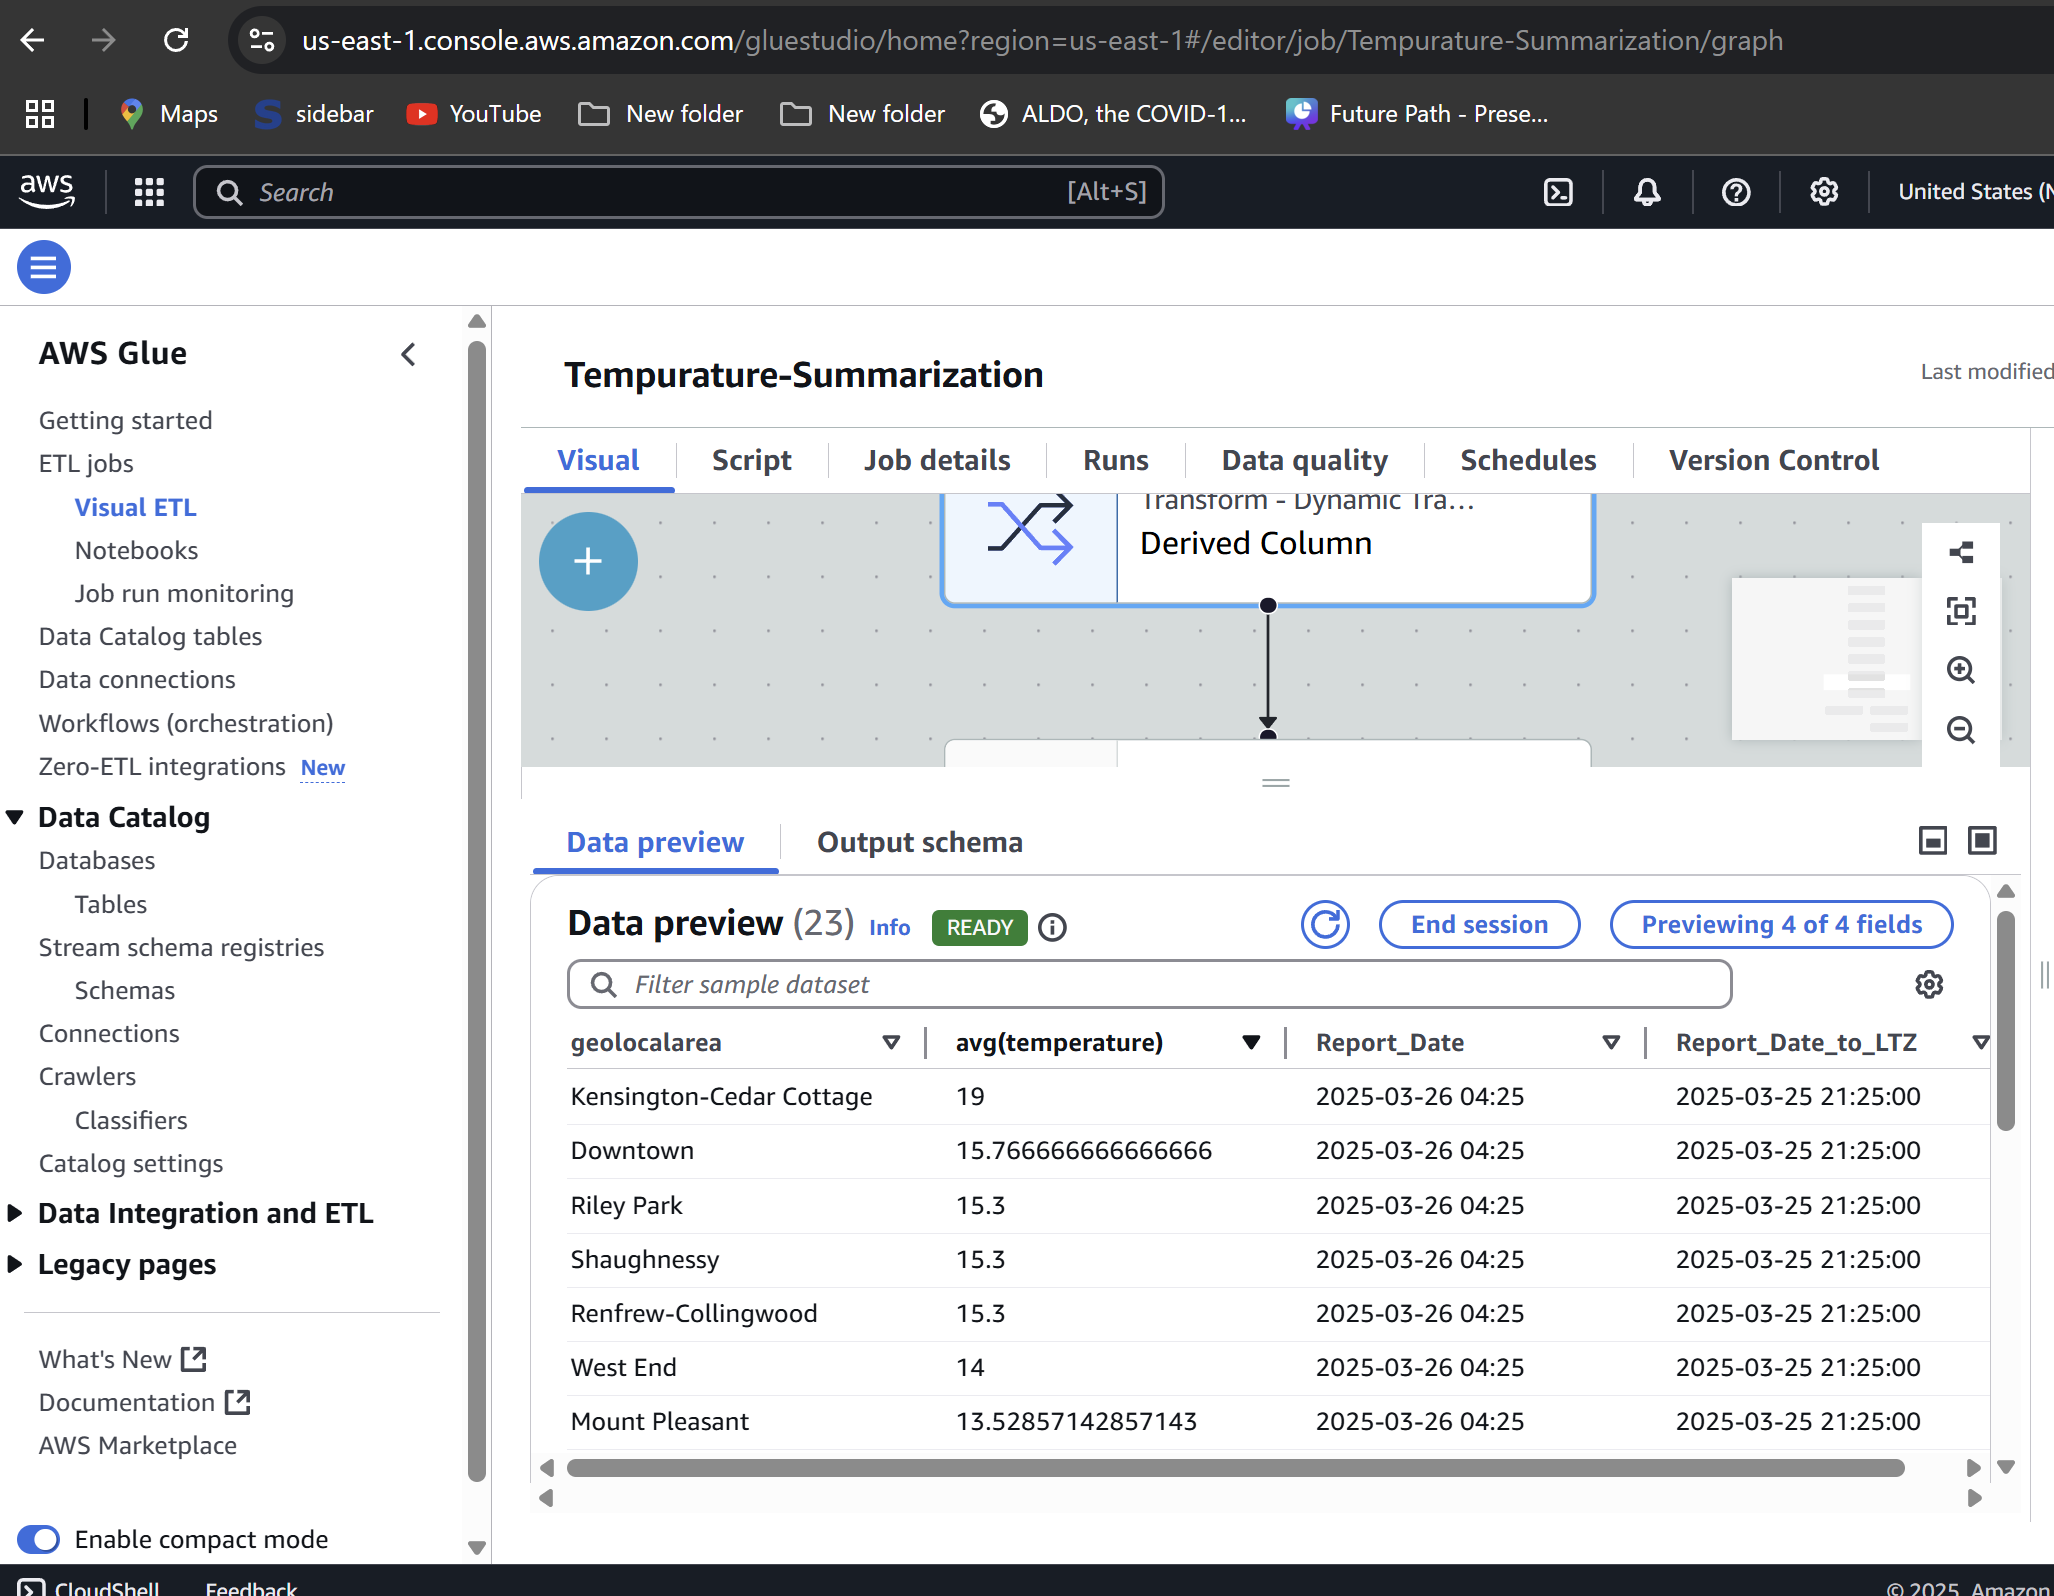 us-east-1.console.aws.amazon.com/gluestudio/home?region=us-east-1#/editor/job/Tempurature-Summarization/graph
Maps sidebar YouTube New folder New folder ALDO, the COVID-1... Future Path - Prese...
aws Search [Alt+S] United States (N
AWS Glue
Getting started
ETL jobs
Visual ETL
Notebooks
Job run monitoring
Data Catalog tables
Data connections
Workflows (orchestration)
Zero-ETL integrations New
Data Catalog
Databases
Tables
Stream schema registries
Schemas
Connections
Crawlers
Classifiers
Catalog settings
Data Integration and ETL
Legacy pages
What's New
Documentation
AWS Marketplace
Enable compact mode
Tempurature-Summarization
Last modified
Visual Script Job details Runs Data quality Schedules Version Control
Transform - Dynamic Tra...
Derived Column
Data preview Output schema
Data preview (23) Info READY End session Previewing 4 of 4 fields
Filter sample dataset
geolocalarea avg(temperature) Report_Date Report_Date_to_LTZ
Kensington-Cedar Cottage 19 2025-03-26 04:25 2025-03-25 21:25:00
Downtown 15.766666666666666 2025-03-26 04:25 2025-03-25 21:25:00
Riley Park 15.3 2025-03-26 04:25 2025-03-25 21:25:00
Shaughnessy 15.3 2025-03-26 04:25 2025-03-25 21:25:00
Renfrew-Collingwood 15.3 2025-03-26 04:25 2025-03-25 21:25:00
West End 14 2025-03-26 04:25 2025-03-25 21:25:00
Mount Pleasant 13.52857142857143 2025-03-26 04:25 2025-03-25 21:25:00
CloudShell Feedback © 2025, Amazon